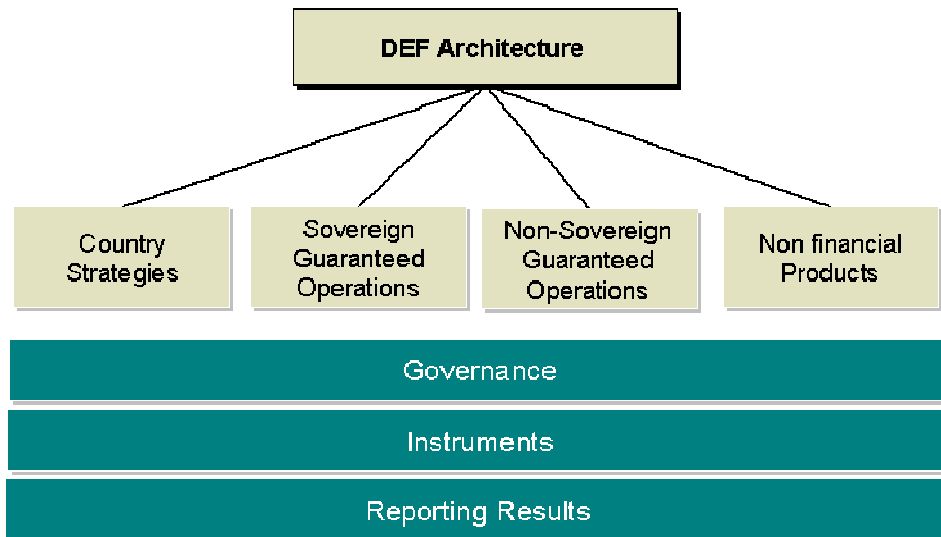 DEF Architecture
Country
Strategies
Sovereign
Guaranteed
Operations
Non-Sovereign
Guaranteed
Operations
Non financial
Products
Governance
Instruments
Reporting Results